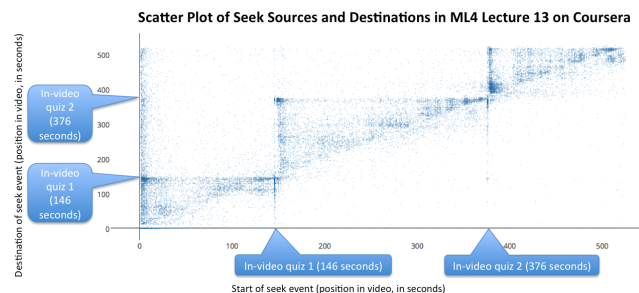 Scatter Plot of Seek Sources and Destinations in ML4 Lecture 13 on Coursera
Destination of seek event (position in video, in seconds)
500
400
300
200
100
0
In-video
quiz 2
(376
seconds)
In-video
quiz 1
(146
seconds)
0
100
200
300
400
500
In-video quiz 1 (146 seconds)
In-video quiz 2 (376 seconds)
Start of seek event (position in video, in seconds)